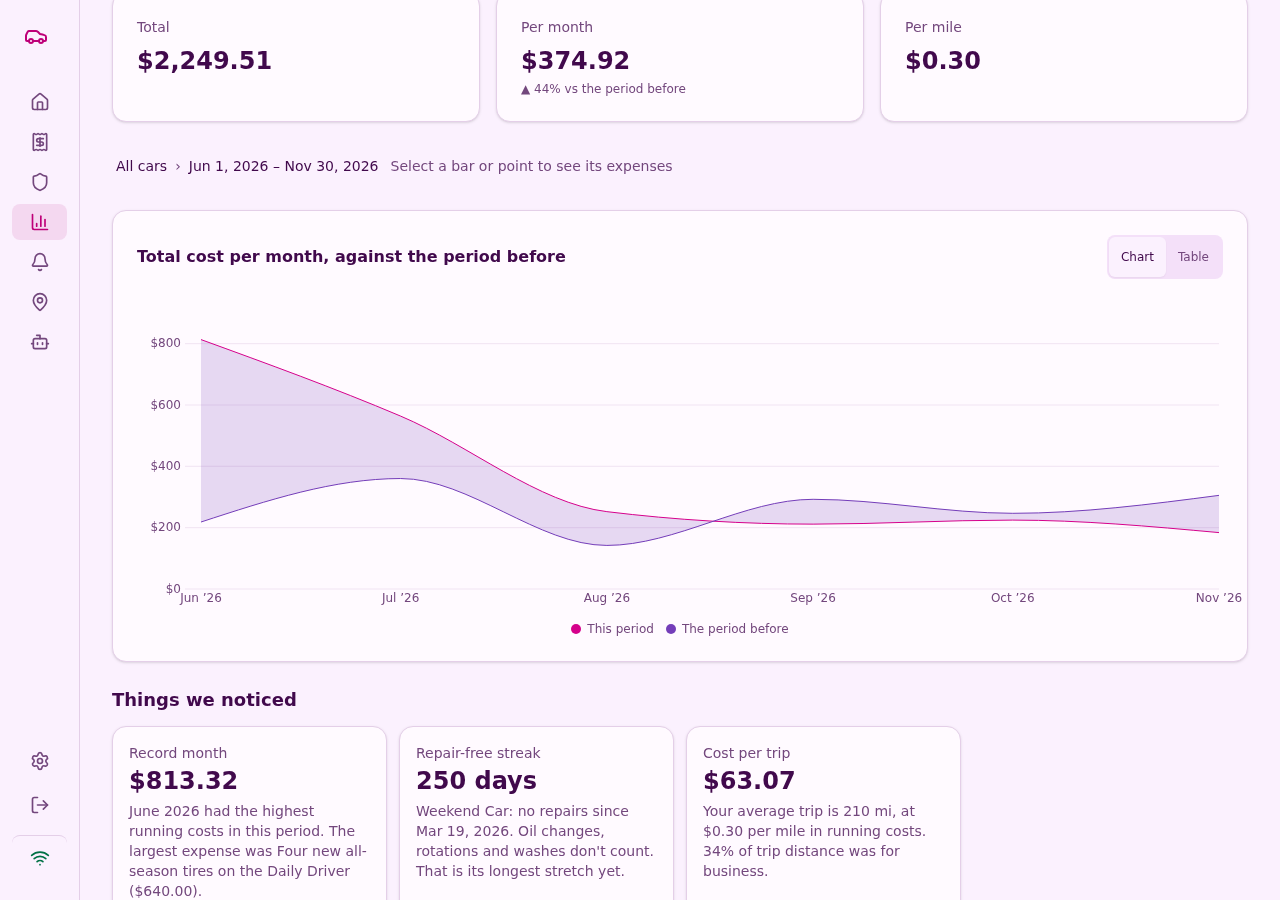 Total
$2,249.51
Per month
$374.92
▲ 44% vs the period before
Per mile
$0.30
All cars › Jun 1, 2026 – Nov 30, 2026 Select a bar or point to see its expenses
Total cost per month, against the period before
Chart Table
$800
$600
$400
$200
$0
Jun ’26 Jul ’26 Aug ’26 Sep ’26 Oct ’26 Nov ’26
This period The period before
Things we noticed
Record month
$813.32
June 2026 had the highest
running costs in this period. The
largest expense was Four new all-
season tires on the Daily Driver
($640.00).
Repair-free streak
250 days
Weekend Car: no repairs since
Mar 19, 2026. Oil changes,
rotations and washes don't count.
That is its longest stretch yet.
Cost per trip
$63.07
Your average trip is 210 mi, at
$0.30 per mile in running costs.
34% of trip distance was for
business.